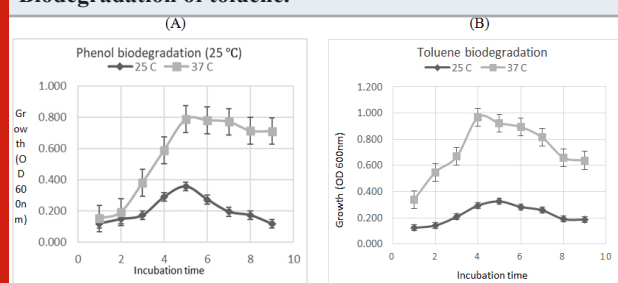 Biodegradation of toluene.
(A)
(B)
Phenol biodegradation (25 °C)
25 C 37 C
1.000
0.800
0.600
0.400
0.200
0.000
Gr
ow
th
(O
D
60
0n
m)
0 2 4 6 8 10
Incubation time
Toluene biodegradation
25 C 37 C
1.200
1.000
0.800
0.600
0.400
0.200
0.000
Growth (OD 600nm)
0 2 4 6 8 10
Incubation time